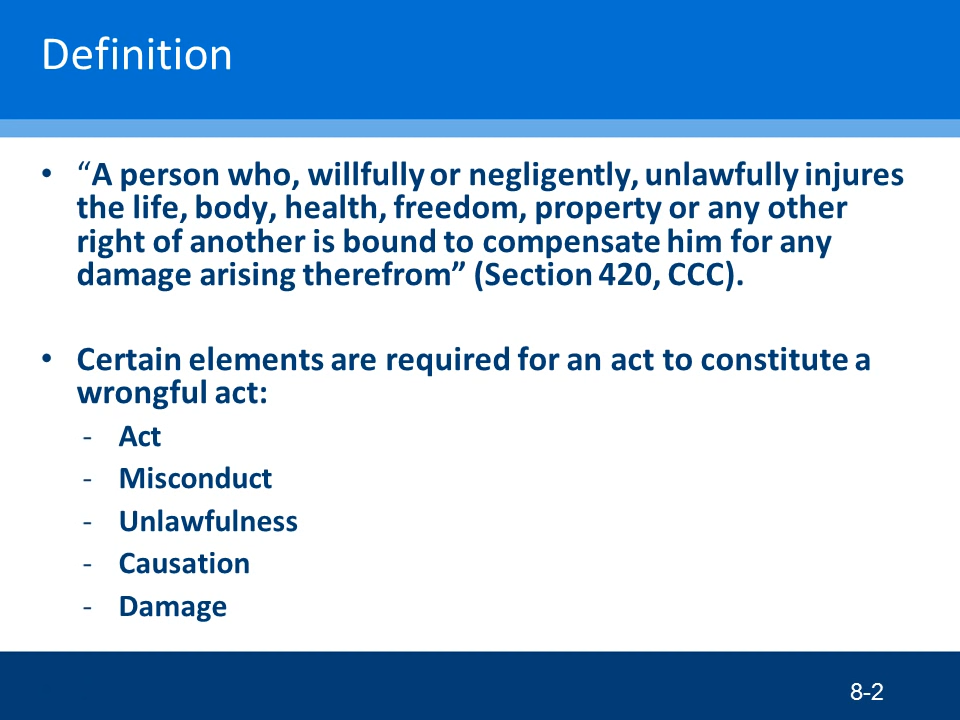 Definition
• “A person who, willfully or negligently, unlawfully injures
the life, body, health, freedom, property or any other
right of another is bound to compensate him for any
damage arising therefrom” (Section 420, CCC).
• Certain elements are required for an act to constitute a
wrongful act:
- Act
- Misconduct
- Unlawfulness
- Causation
- Damage
8-2